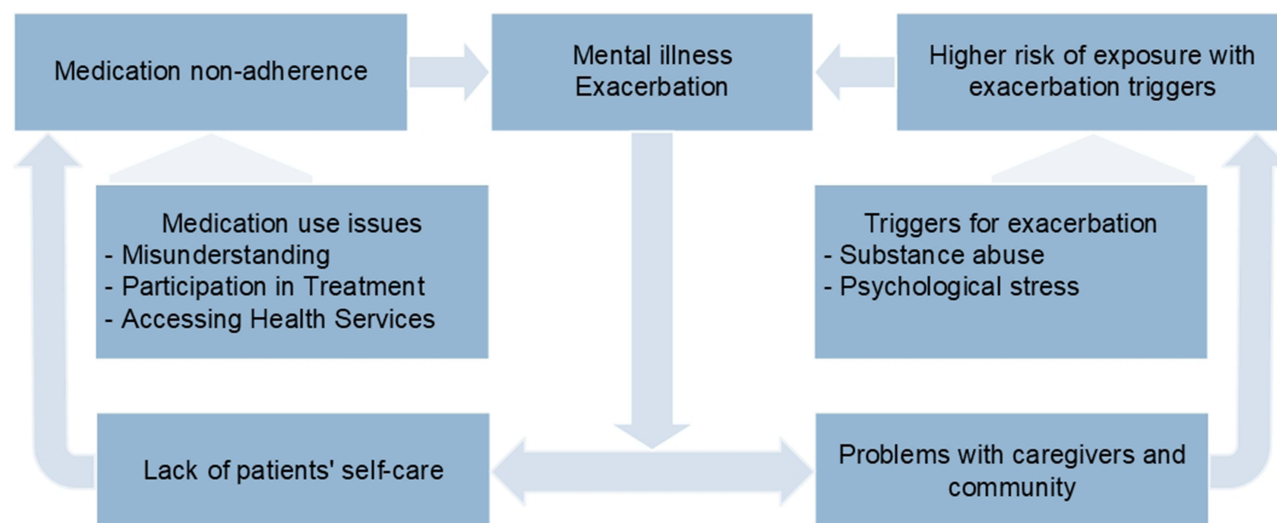 Medication non-adherence
Mental illness
Exacerbation
Higher risk of exposure with
exacerbation triggers
Medication use issues
- Misunderstanding
- Participation in Treatment
- Accessing Health Services
Triggers for exacerbation
- Substance abuse
- Psychological stress
Lack of patients' self-care
Problems with caregivers and
community